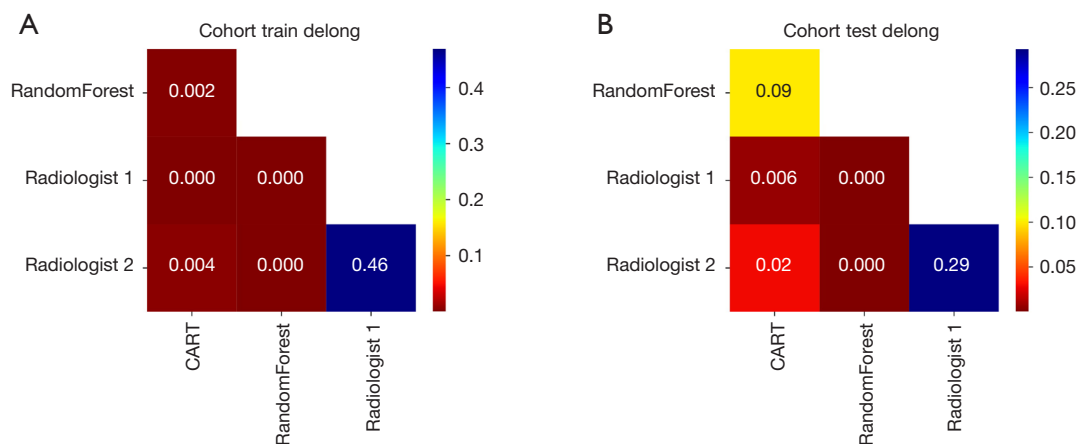 A
Cohort train delong
RandomForest
0.002
Radiologist 1
0.000
0.000
Radiologist 2
0.004
0.000
0.46
CART
RandomForest
Radiologist 1
0.4
0.3
0.2
0.1
B
Cohort test delong
RandomForest
0.09
Radiologist 1
0.006
0.000
Radiologist 2
0.02
0.000
0.29
CART
RandomForest
Radiologist 1
0.25
0.20
0.15
0.10
0.05